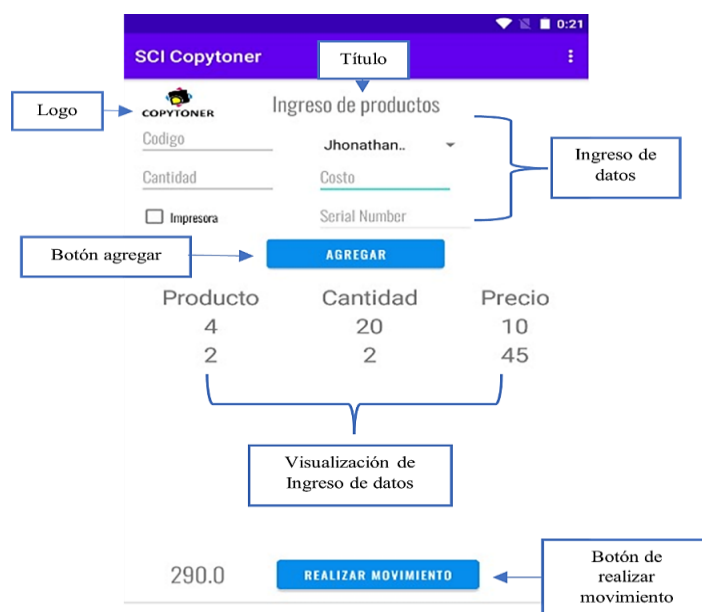 0:21
SCI Copytoner
Título
Logo
COPYTONER
Ingreso de productos
Codigo
Jhonathan..
Cantidad
Costo
Ingreso de
datos
Impresora
Serial Number
Botón agregar
AGREGAR
Producto Cantidad Precio
4 20 10
2 2 45
Visualización de
Ingreso de datos
290.0
REALIZAR MOVIMIENTO
Botón de
realizar
movimiento